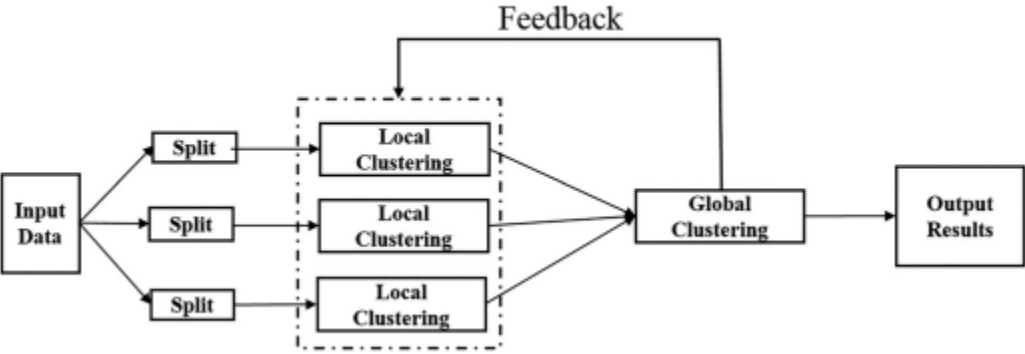 Feedback
Input
Data
Split
Split
Split
Local
Clustering
Local
Clustering
Local
Clustering
Global
Clustering
Output
Results